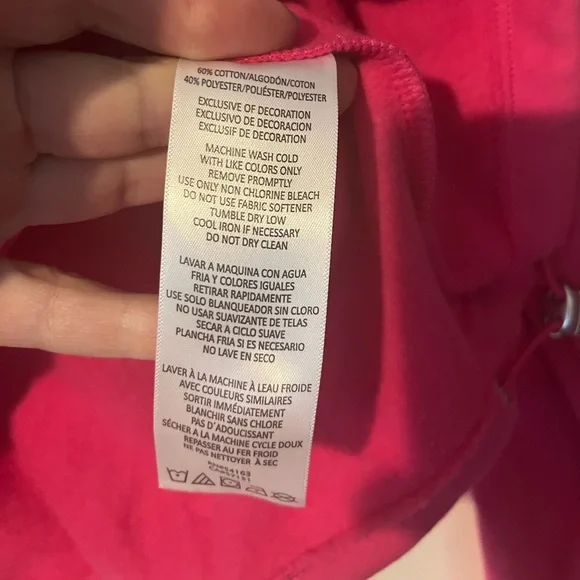 60% COTTON/ALGODÓN/COTON
40% POLYESTER/POLIÉSTER/POLYESTER
EXCLUSIVE OF DECORATION
EXCLUSIVO DE DECORACION
EXCLUSIF DE DECORATION
MACHINE WASH COLD
WITH LIKE COLORS ONLY
REMOVE PROMPTLY
USE ONLY NON CHLORINE BLEACH
DO NOT USE FABRIC SOFTENER
TUMBLE DRY LOW
COOL IRON IF NECESSARY
DO NOT DRY CLEAN
LAVAR A MAQUINA CON AGUA
FRIA Y COLORES IGUALES
RETIRAR RAPIDAMENTE
USE SOLO BLANQUEADOR SIN CLORO
NO USAR SUAVIZANTE DE TELAS
SECAR A CICLO SUAVE
PLANCHA FRIA SI ES NECESARIO
NO LAVE EN SECO
LAVER À LA MACHINE À LEAU FROIDE
AVEC COULEURS SIMILAIRES
SORTIR IMMÉDIATEMENT
BLANCHIR SANS CHLORE
PAS D'ADOUCISSANT
SÉCHER A LA MACHINE CYCLE DOUX
REPASSER AU FER FROID
NE PAS NETTOYER À SEC